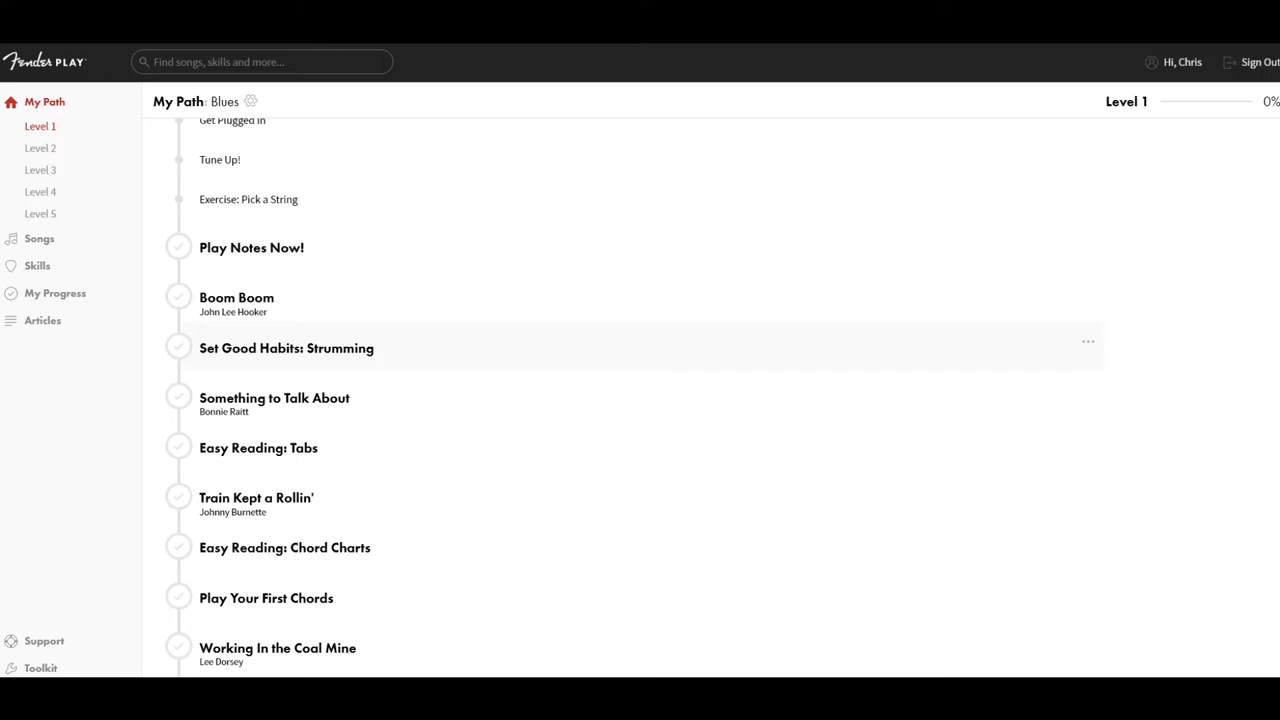 Fender PLAY™
Find songs, skills and more...
Hi, Chris
Sign Out
My Path
Level 1
Level 2
Level 3
Level 4
Level 5
Songs
Skills
My Progress
Articles
Support
Toolkit
My Path: Blues
Level 1
0%
Get Plugged In
Tune Up!
Exercise: Pick a String
Play Notes Now!
Boom Boom
John Lee Hooker
Set Good Habits: Strumming
Something to Talk About
Bonnie Raitt
Easy Reading: Tabs
Train Kept a Rollin'
Johnny Burnette
Easy Reading: Chord Charts
Play Your First Chords
Working In the Coal Mine
Lee Dorsey